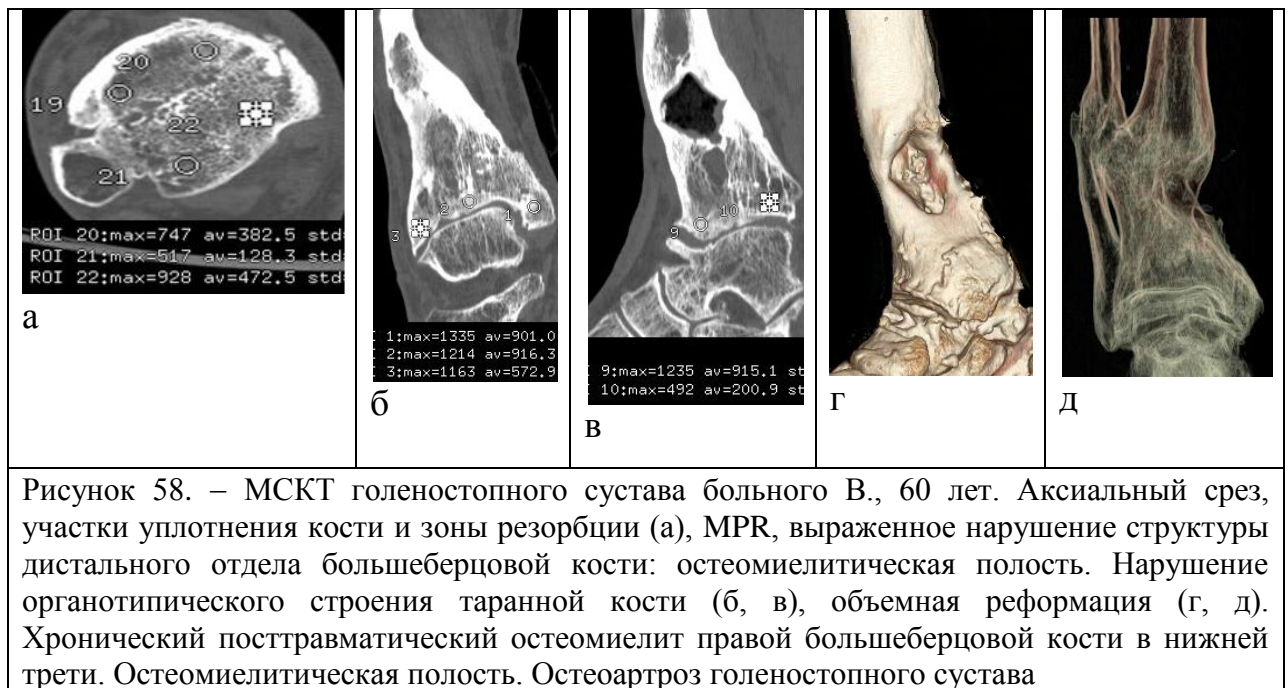 20
19
22
21
ROI 20:max=747 av=382.5 std=
ROI 21:max=517 av=128.3 std=
ROI 22:max=928 av=472.5 std=
а
2
1
3
1:max=1335 av=901.0
2:max=1214 av=916.3
3:max=1163 av=572.9
б
10
9
9:max=1235 av=915.1 st
10:max=492 av=200.9 st
в
г
д
Рисунок 58. – МСКТ голеностопного сустава больного В., 60 лет. Аксиальный срез,
участки уплотнения кости и зоны резорбции (а), MPR, выраженное нарушение структуры
дистального отдела большеберцовой кости: остеомиелитическая полость. Нарушение
органотипического строения таранной кости (б, в), объемная реформация (г, д).
Хронический посттравматический остеомиелит правой большеберцовой кости в нижней
трети. Остеомиелитическая полость. Остеоартроз голеностопного сустава